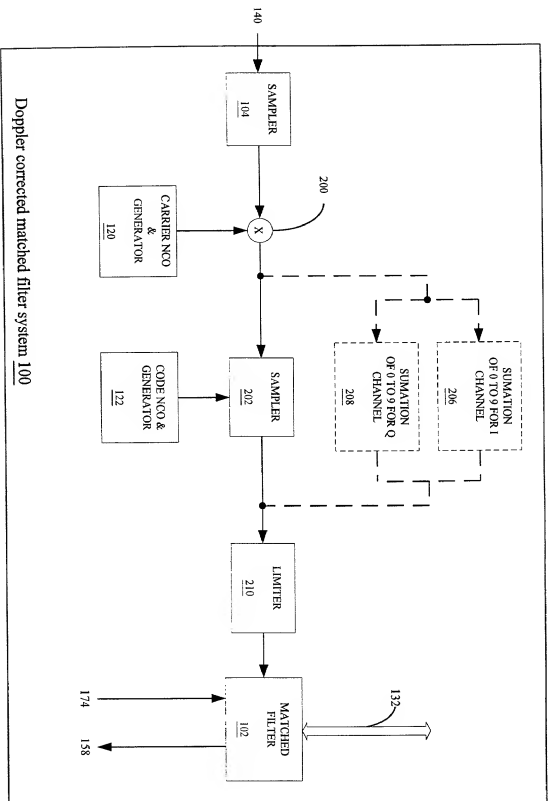 140
SAMPLER
104
200
X
CARRIER NCO
&
GENERATOR
120
SUMATION
OF 0 TO 9 FOR I
CHANNEL
206
SUMATION
OF 0 TO 9 FOR Q
CHANNEL
208
SAMPLER
202
CODE NCO &
GENERATOR
122
LIMITER
210
MATCHED
FILTER
102
132
174
158
Doppler corrected matched filter system 100